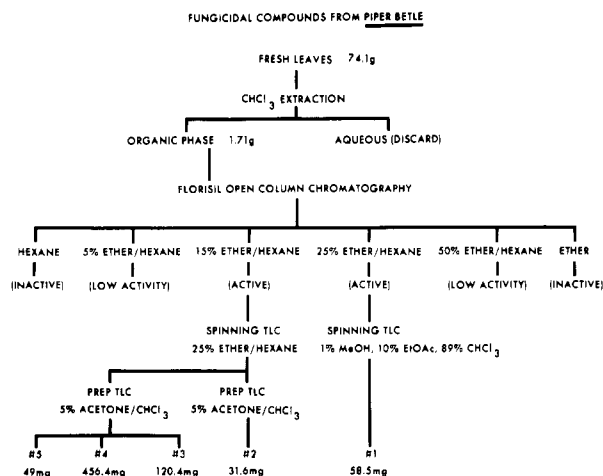 FUNGICIDAL COMPOUNDS FROM PIPER BETLE
FRESH LEAVES 74.1g
CHCl3 EXTRACTION
ORGANIC PHASE 1.71g AQUEOUS (DISCARD)
FLORISIL OPEN COLUMN CHROMATOGRAPHY
HEXANE 5% ETHER/HEXANE 15% ETHER/HEXANE 25% ETHER/HEXANE 50% ETHER/HEXANE ETHER
(INACTIVE) (LOW ACTIVITY) (ACTIVE) (ACTIVE) (LOW ACTIVITY) (INACTIVE)
SPINNING TLC SPINNING TLC
25% ETHER/HEXANE 1% MeOH, 10% EtOAc, 89% CHCl3
PREP TLC PREP TLC
5% ACETONE/CHCl3 5% ACETONE/CHCl3
#5 #4 #3 #2 #1
49mg 456.4mg 120.4mg 31.6mg 58.5mg